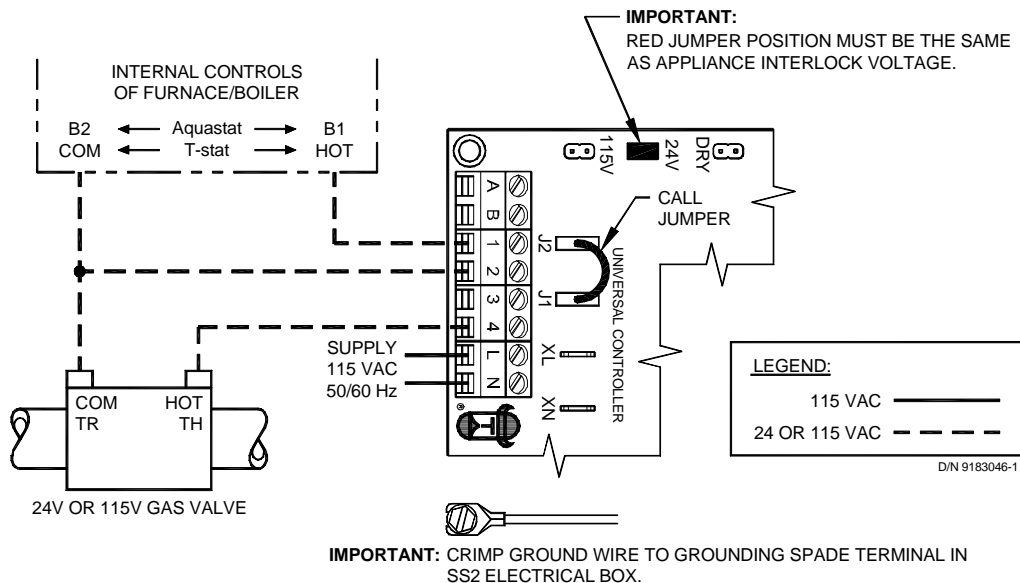 IMPORTANT:
RED JUMPER POSITION MUST BE THE SAME
AS APPLIANCE INTERLOCK VOLTAGE.
INTERNAL CONTROLS
OF FURNACE/BOILER
B2 Aquastat B1
COM T-stat HOT
115V
24V
DRY
A
B
1
2
3
4
L
N
J2
J1
CALL
JUMPER
UNIVERSAL CONTROLLER
XL
XN
SUPPLY
115 VAC
50/60 Hz
T
®
COM HOT
TR TH
24V OR 115V GAS VALVE
LEGEND:
115 VAC
24 OR 115 VAC
D/N 9183046-1
IMPORTANT: CRIMP GROUND WIRE TO GROUNDING SPADE TERMINAL IN
SS2 ELECTRICAL BOX.